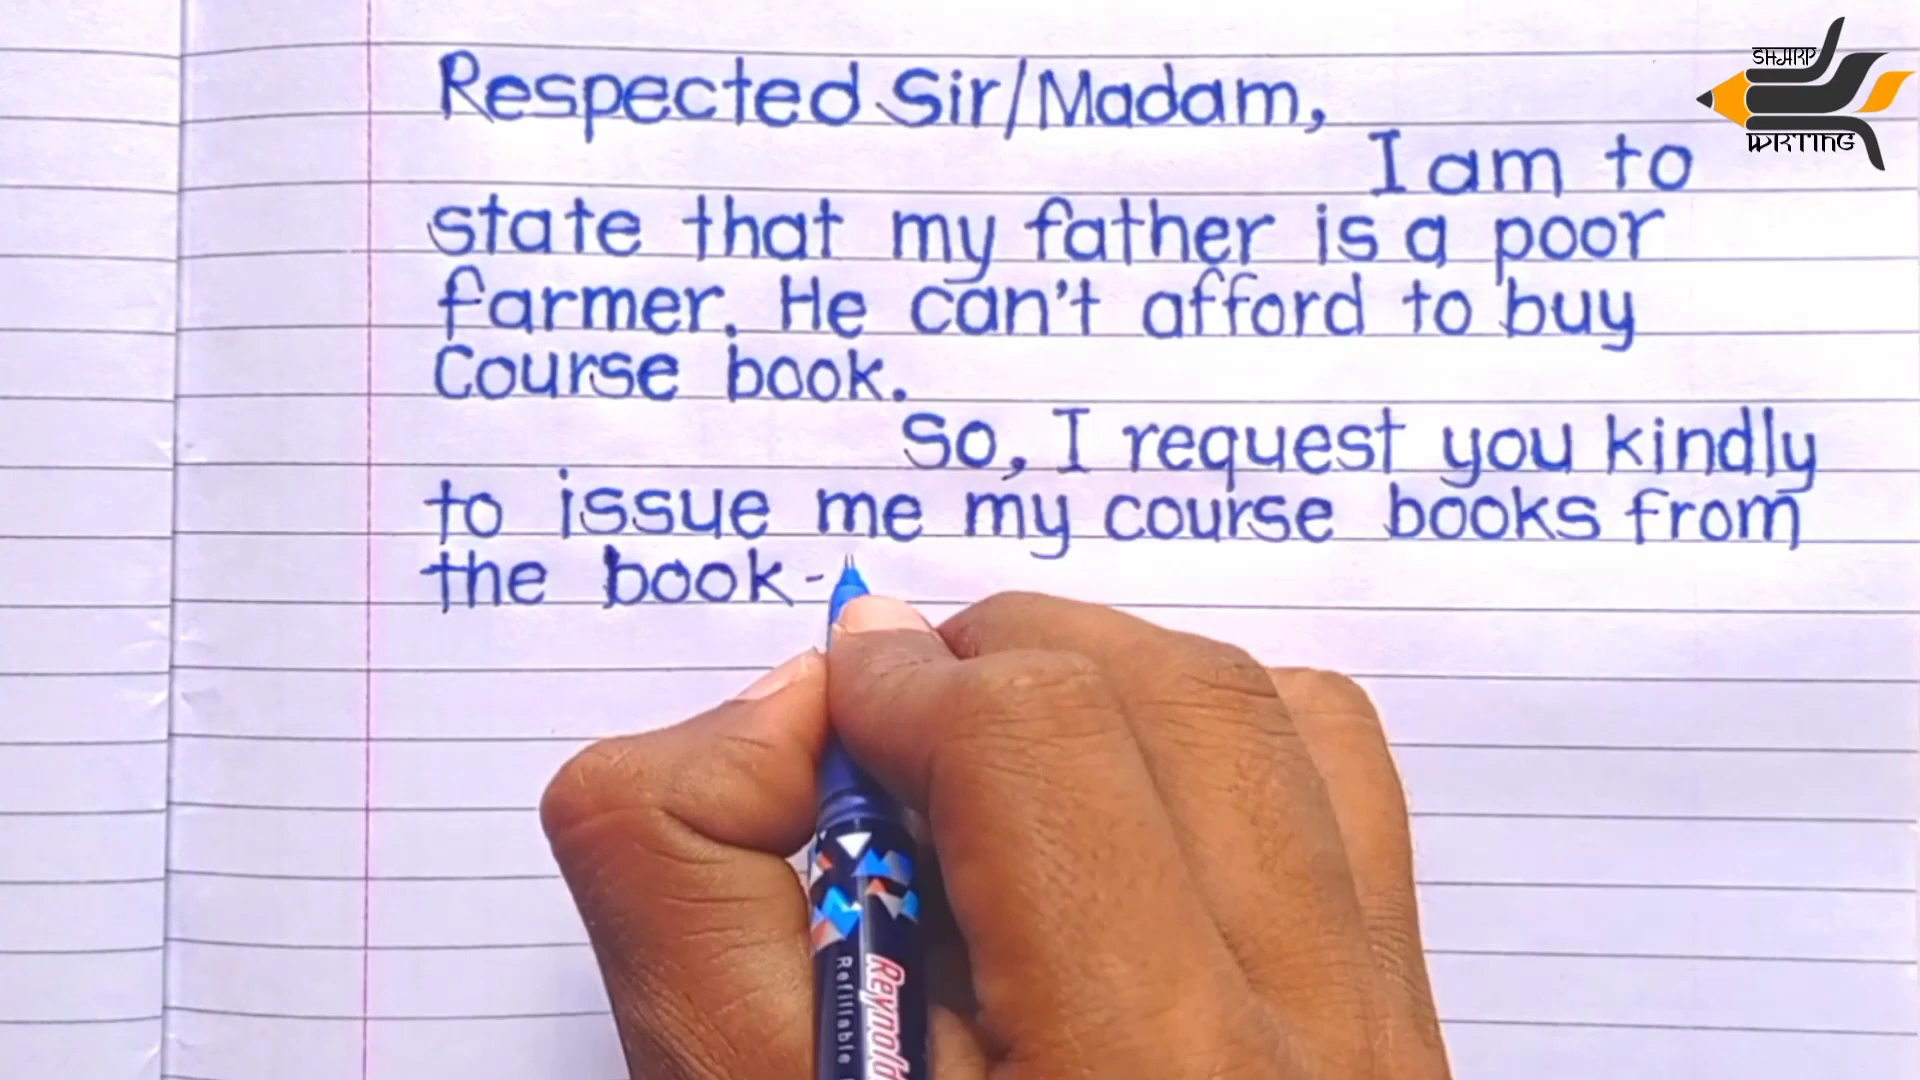 SHARP
WRTING
Respected Sir/Madam,
I am to
state that my father is a poor
farmer. He can't afford to buy
Course book.
So, I request you kindly
to issue me my course books from
the book-
Reynolds
Refillable